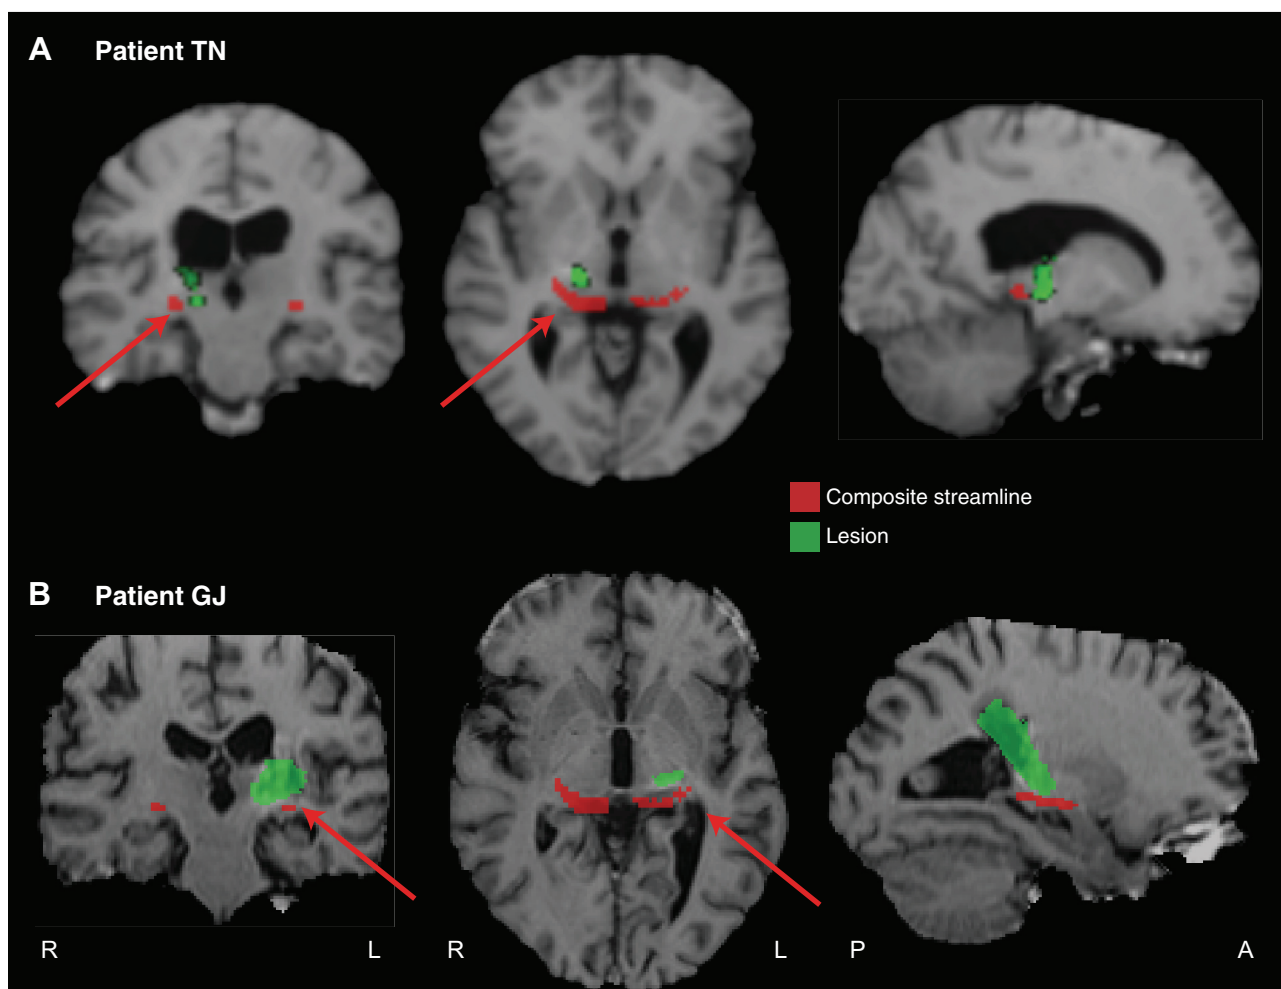 A Patient TN
Composite streamline
Lesion
B Patient GJ
R L R L P A